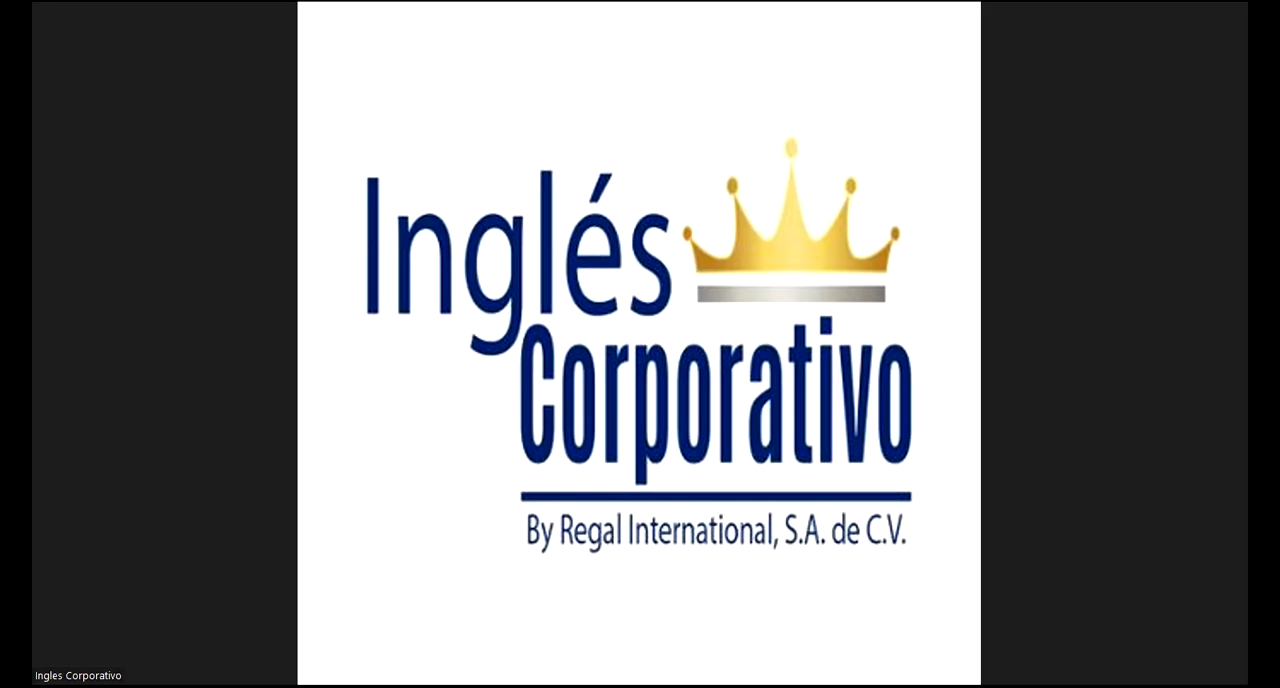 Inglés
Corporativo
By Regal International, S.A. de C.V.
Ingles Corporativo